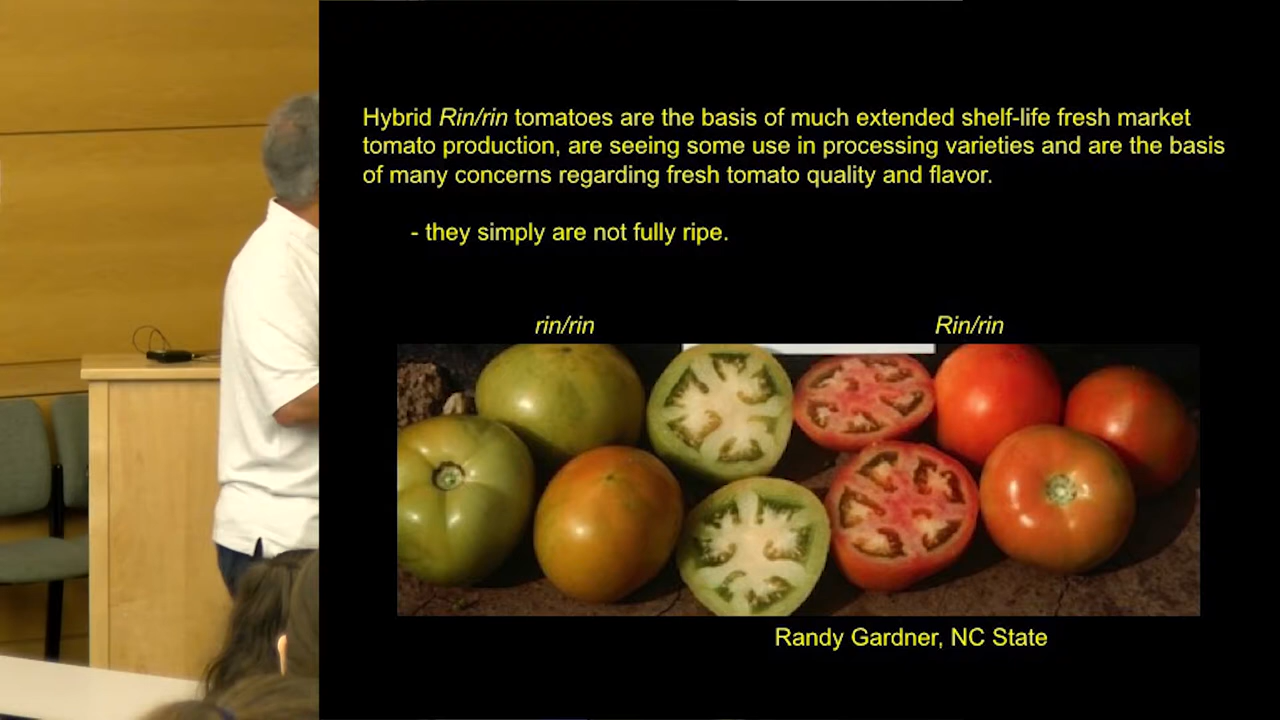 Hybrid Rin/rin tomatoes are the basis of much extended shelf-life fresh market
tomato production, are seeing some use in processing varieties and are the basis
of many concerns regarding fresh tomato quality and flavor.
- they simply are not fully ripe.
rin/rin
Rin/rin
Randy Gardner, NC State